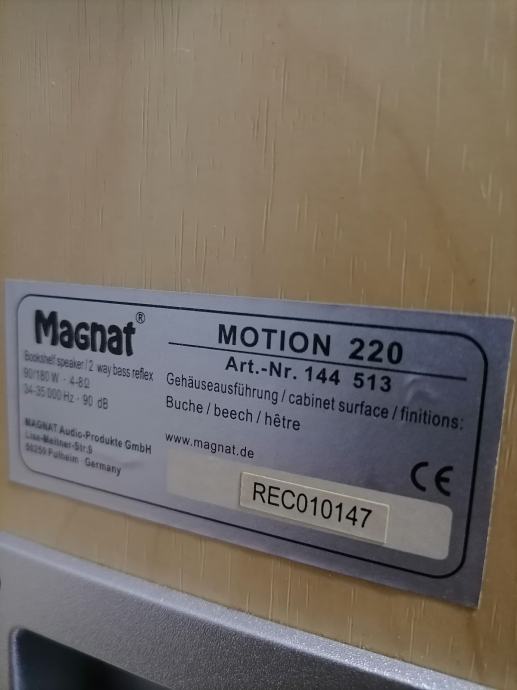 Magnat®
Bookshelf speaker / 2 way bass reflex
90/180 W · 4-8Ω
34-35 000 Hz · 90 dB
MAGNAT Audio-Produkte GmbH
Lise-Meitner-Str.9
50259 Pulheim · Germany
MOTION 220
Art.-Nr. 144 513
Gehäuseausführung / cabinet surface / finitions:
Buche / beech / hêtre
www.magnat.de
CE
REC010147